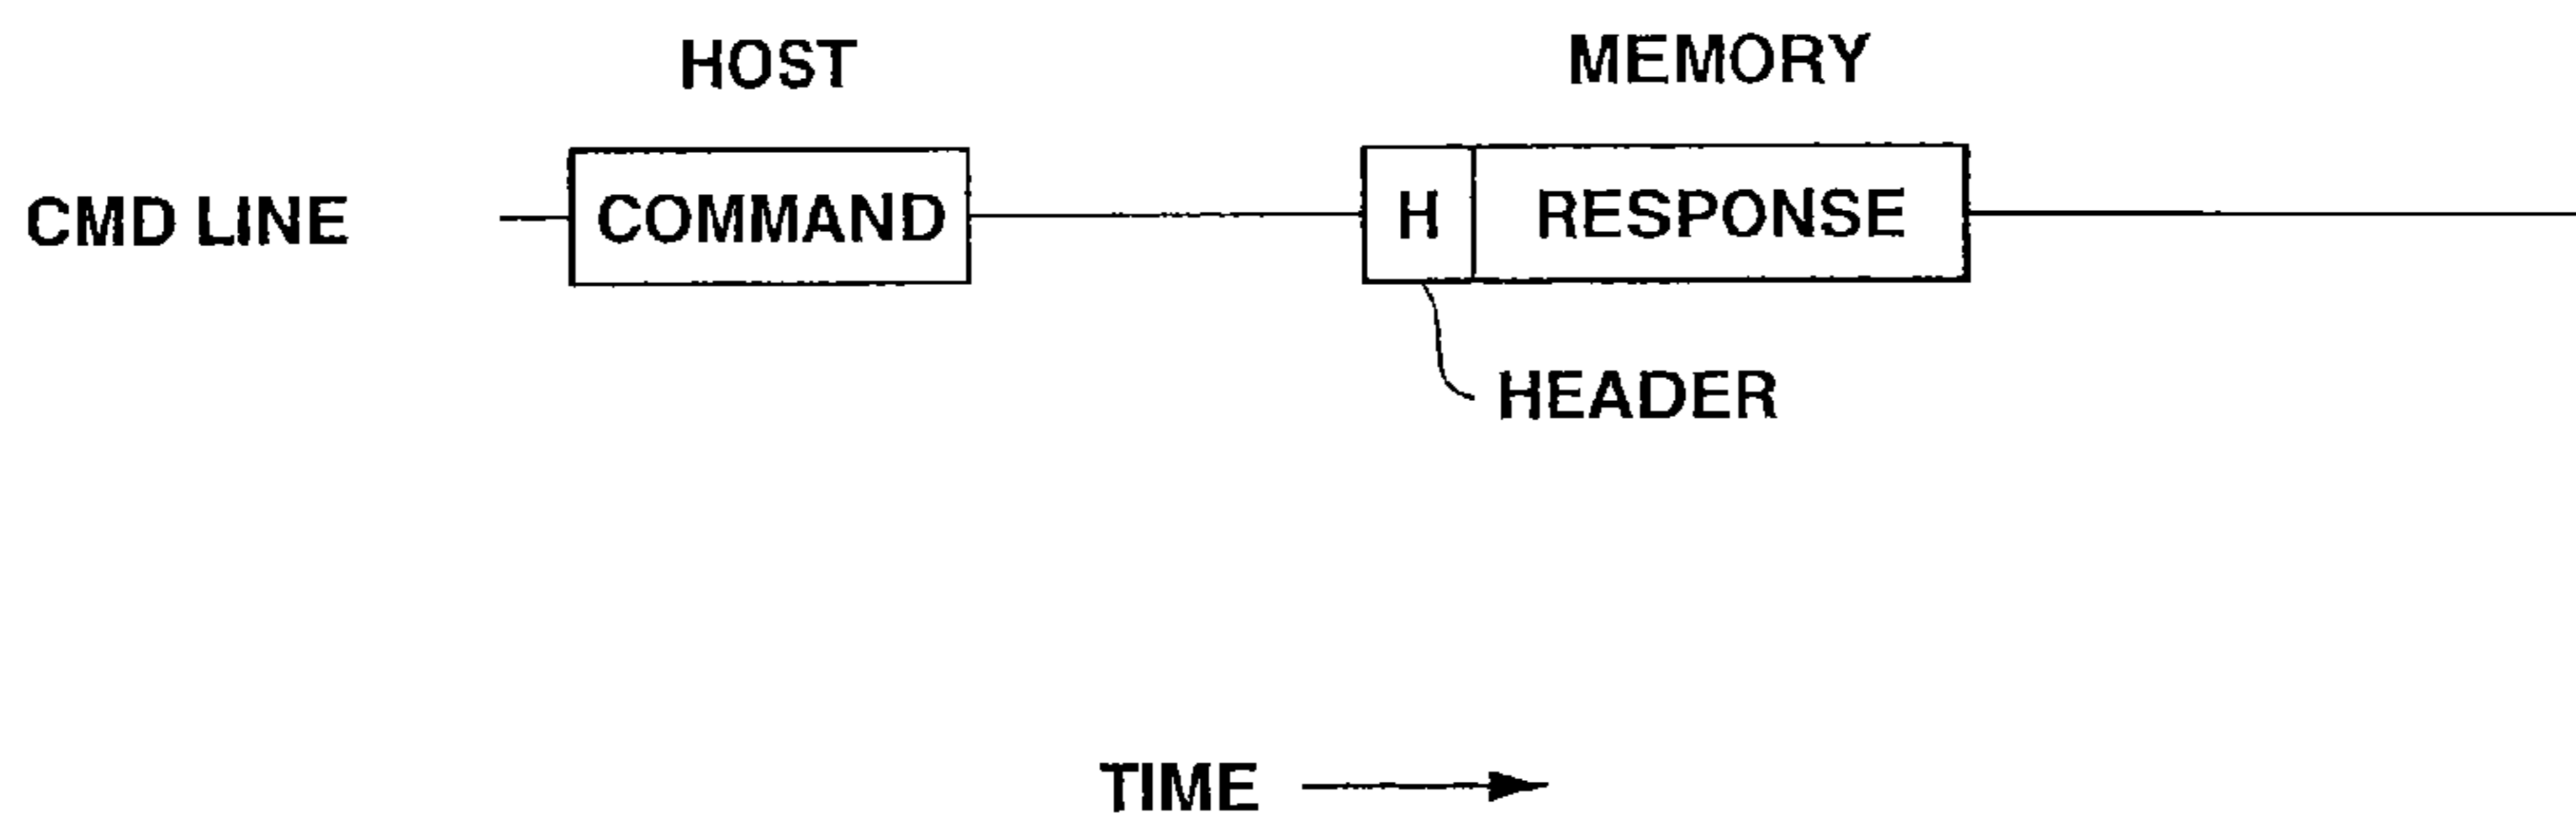 HOST
MEMORY
CMD LINE
COMMAND
H
RESPONSE
HEADER
TIME